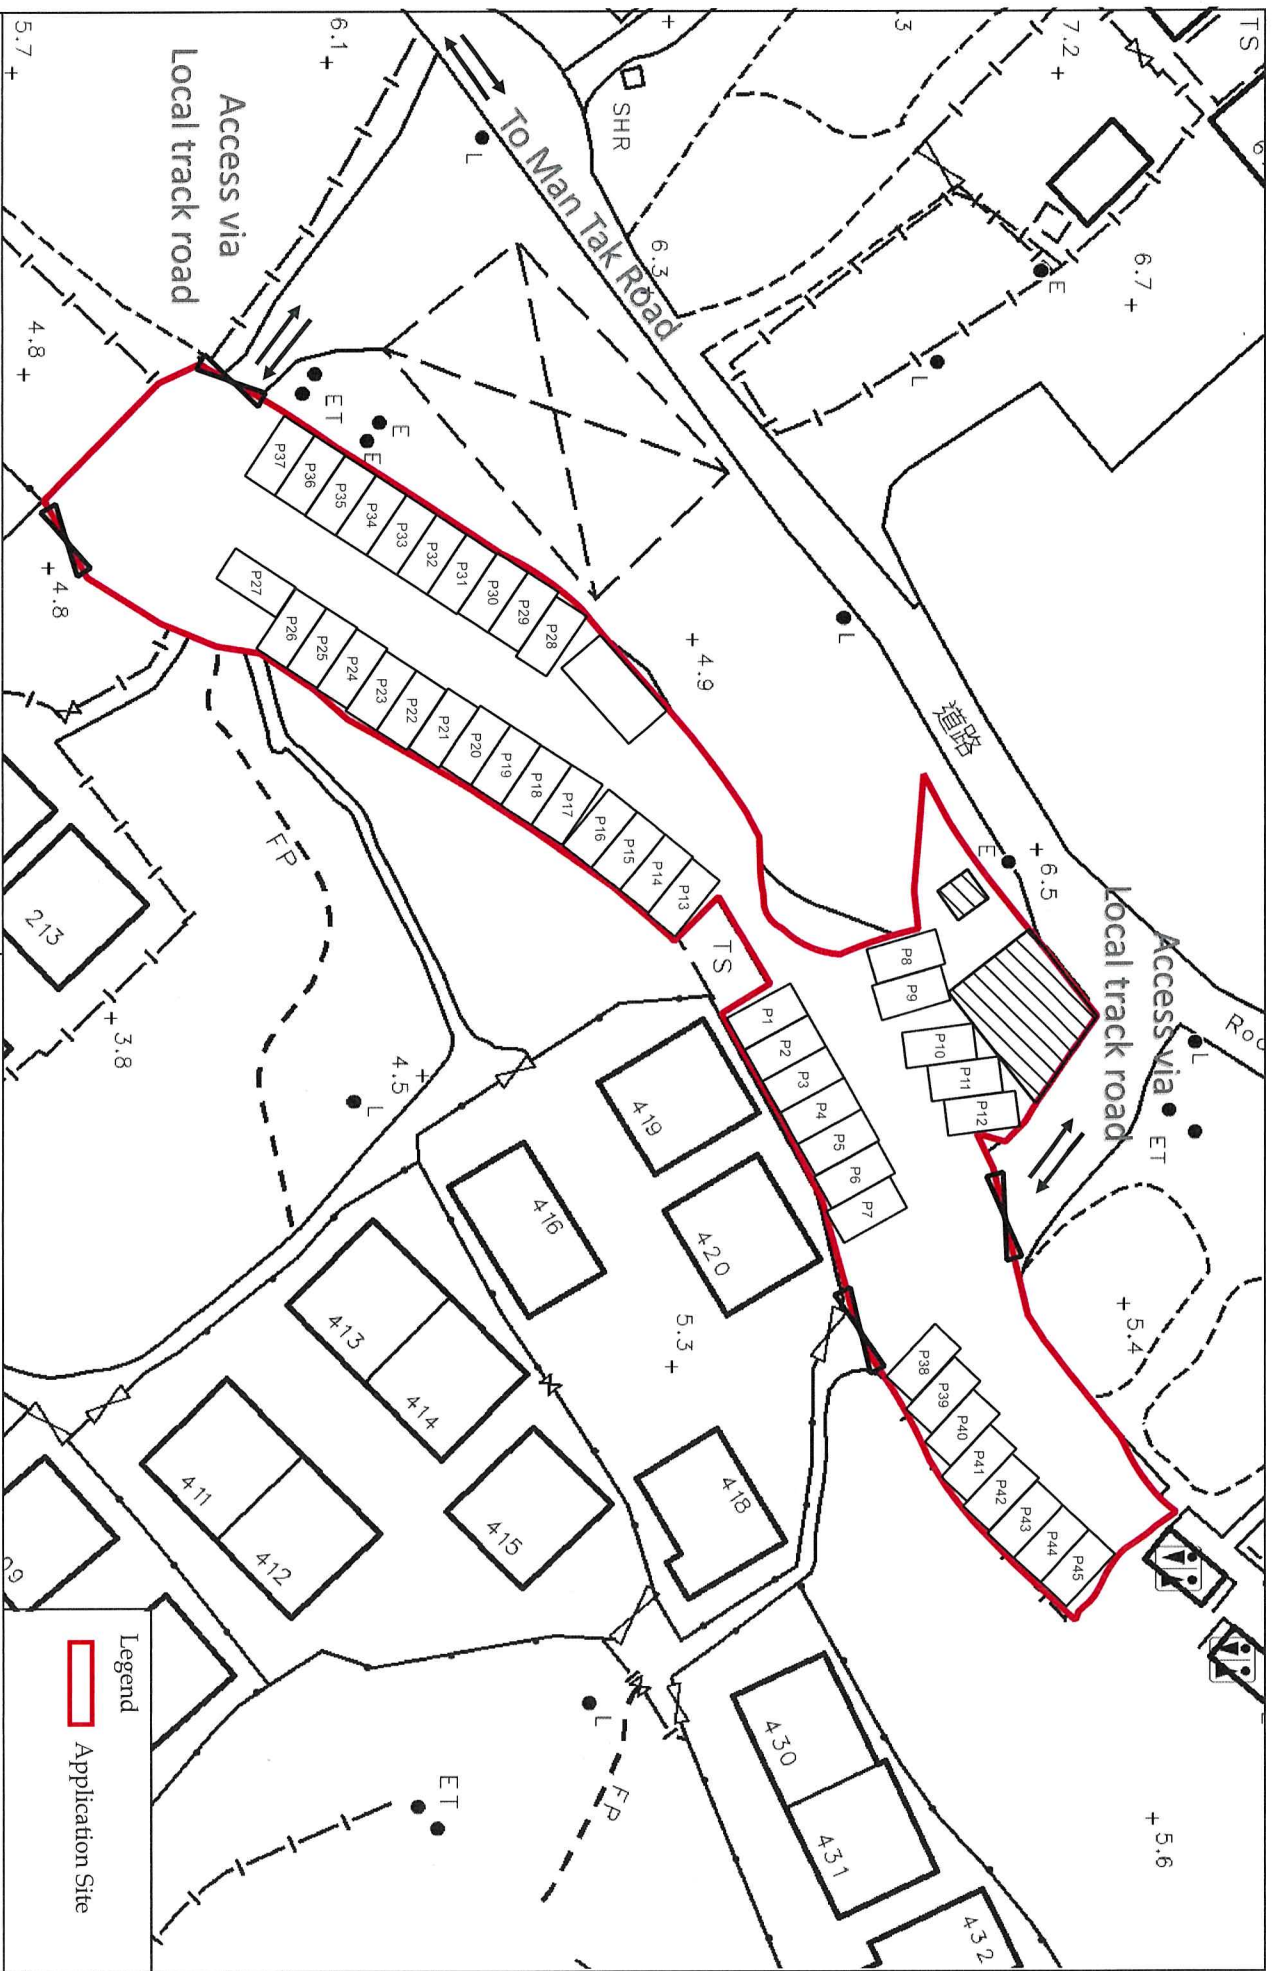 TS
7.2
.3
6.1
5.7
SHR
To Man Tak Road
6.3
6.7
E
L
L
Access via
Local track road
4.8
ET
E
E
4.9
L
道路
E
6.5
Access via
Local track road
L
ET
5.4
P37
P36
P35
P34
P33
P32
P31
P30
P29
P28
P27
P26
P25
P24
P23
P22
P21
P20
P19
P18
P17
P16
P15
P14
P13
TS
P1
P2
P3
P4
P5
P6
P7
P8
P9
P10
P11
P12
P38
P39
P40
P41
P42
P43
P44
P45
4.8
FP
213
3.8
4.5
L
419
420
416
413
414
5.3
418
415
411
412
430
431
432
5.6
L
FP
ET
Legend
Application Site